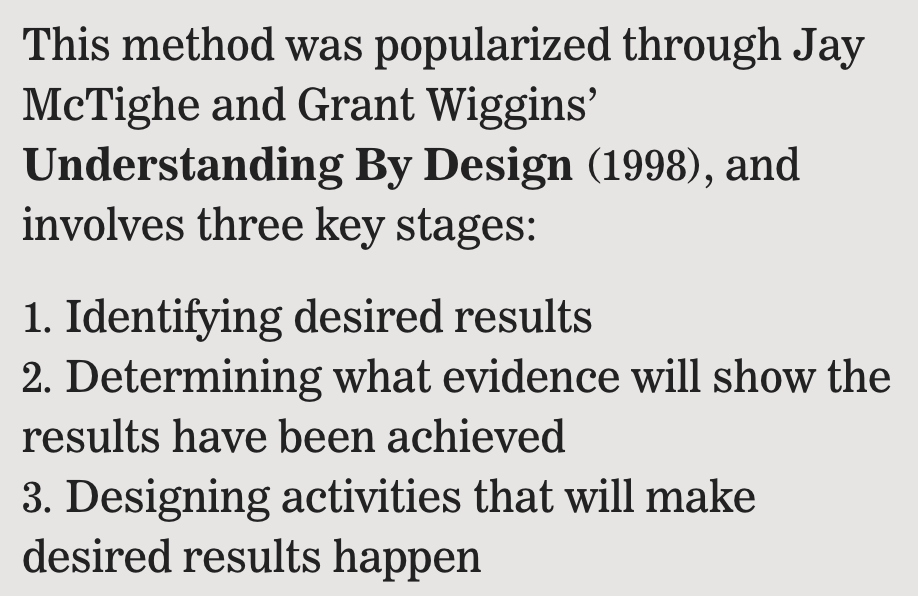 This method was popularized through Jay
McTighe and Grant Wiggins’
Understanding By Design (1998), and
involves three key stages:
1. Identifying desired results
2. Determining what evidence will show the
results have been achieved
3. Designing activities that will make
desired results happen